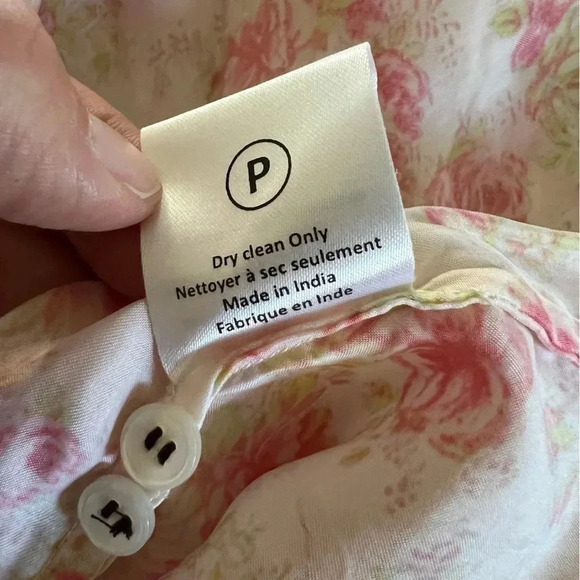 P
Dry clean Only
Nettoyer à sec seulement
Made in India
Fabrique en Inde